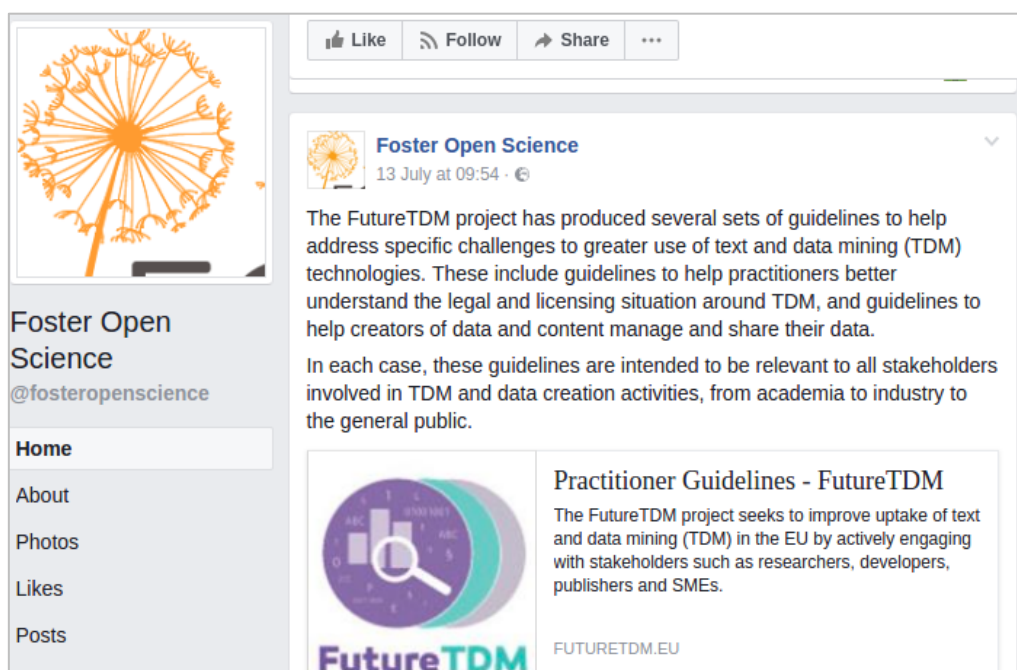 Like Follow Share ...
Foster Open Science
13 July at 09:54 ·
The FutureTDM project has produced several sets of guidelines to help
address specific challenges to greater use of text and data mining (TDM)
technologies. These include guidelines to help practitioners better
understand the legal and licensing situation around TDM, and guidelines to
help creators of data and content manage and share their data.
In each case, these guidelines are intended to be relevant to all stakeholders
involved in TDM and data creation activities, from academia to industry to
the general public.
Foster Open
Science
@fosteropenscience
Home
About
Photos
Likes
Posts
FutureTDM
Practitioner Guidelines - FutureTDM
The FutureTDM project seeks to improve uptake of text
and data mining (TDM) in the EU by actively engaging
with stakeholders such as researchers, developers,
publishers and SMEs.
FUTURETDM.EU